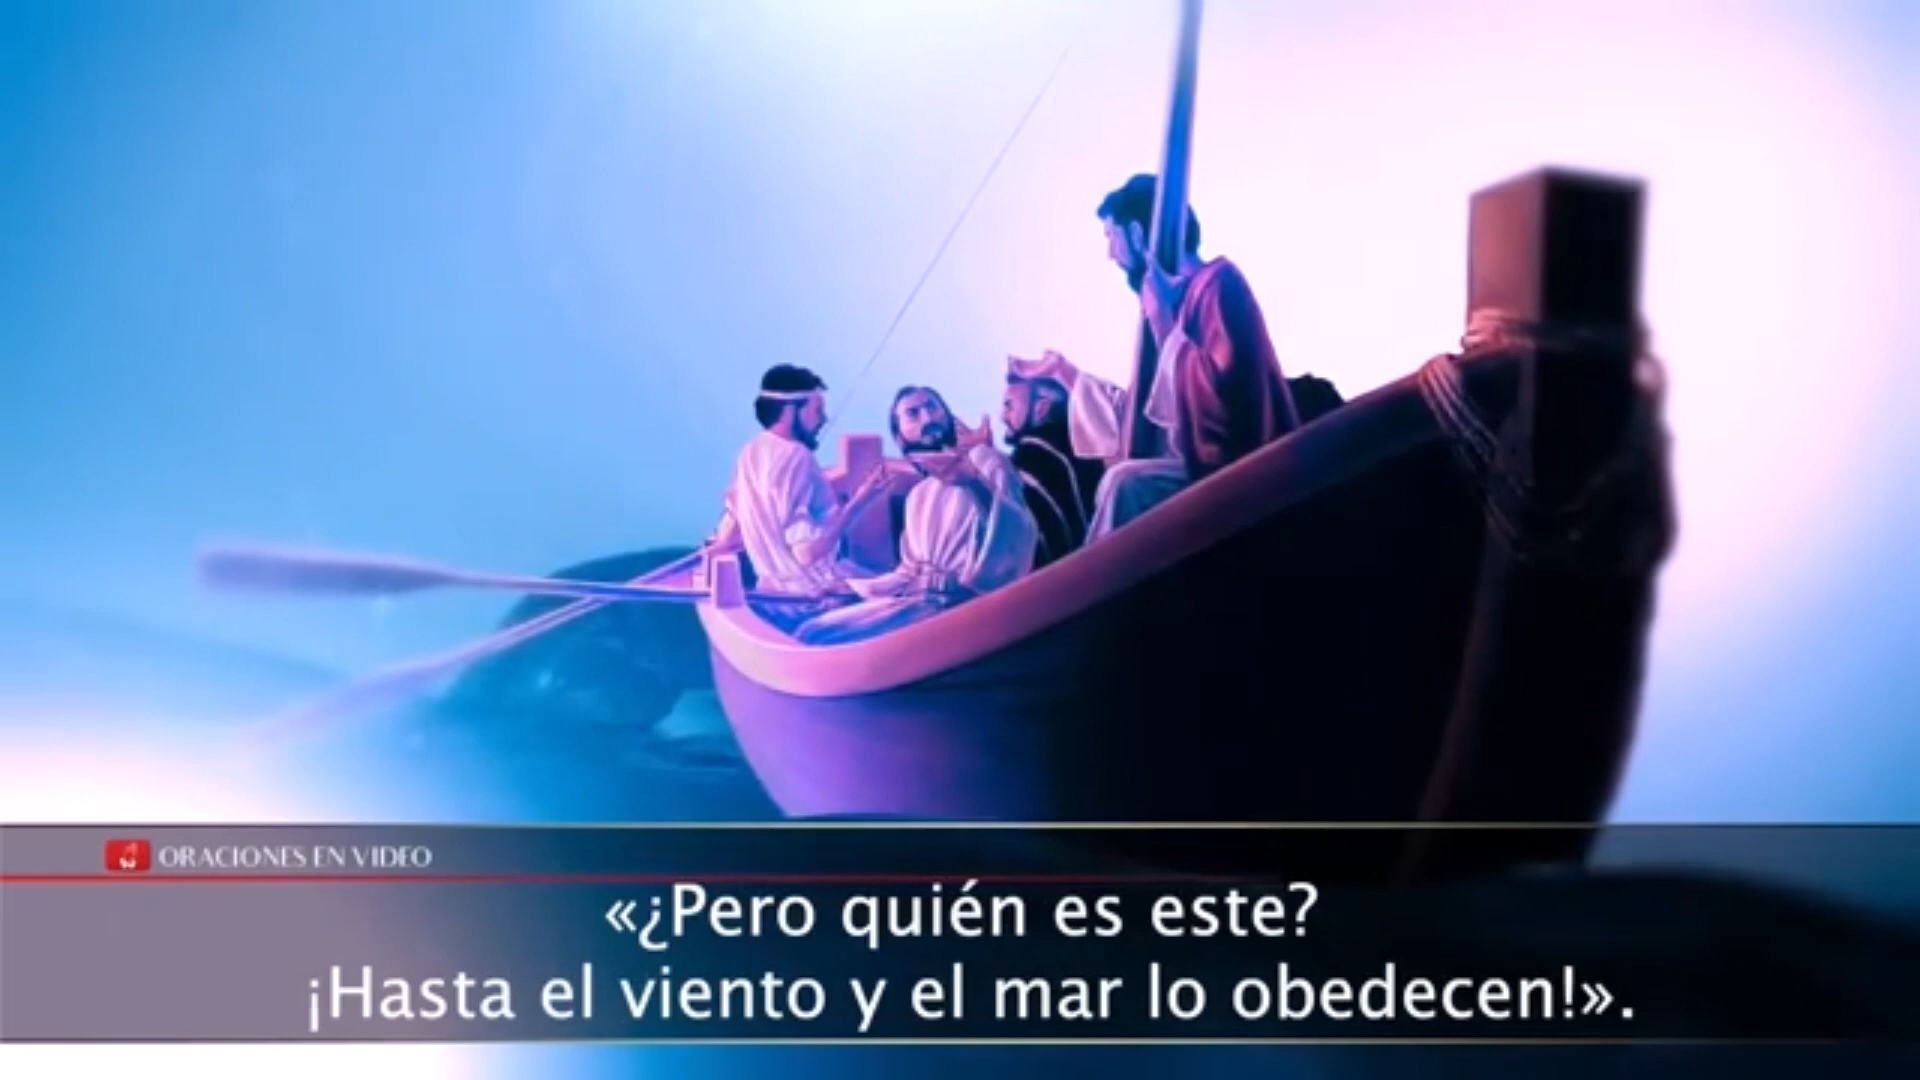 ORACIONES EN VIDEO
«¿Pero quién es este?
¡Hasta el viento y el mar lo obedecen!».